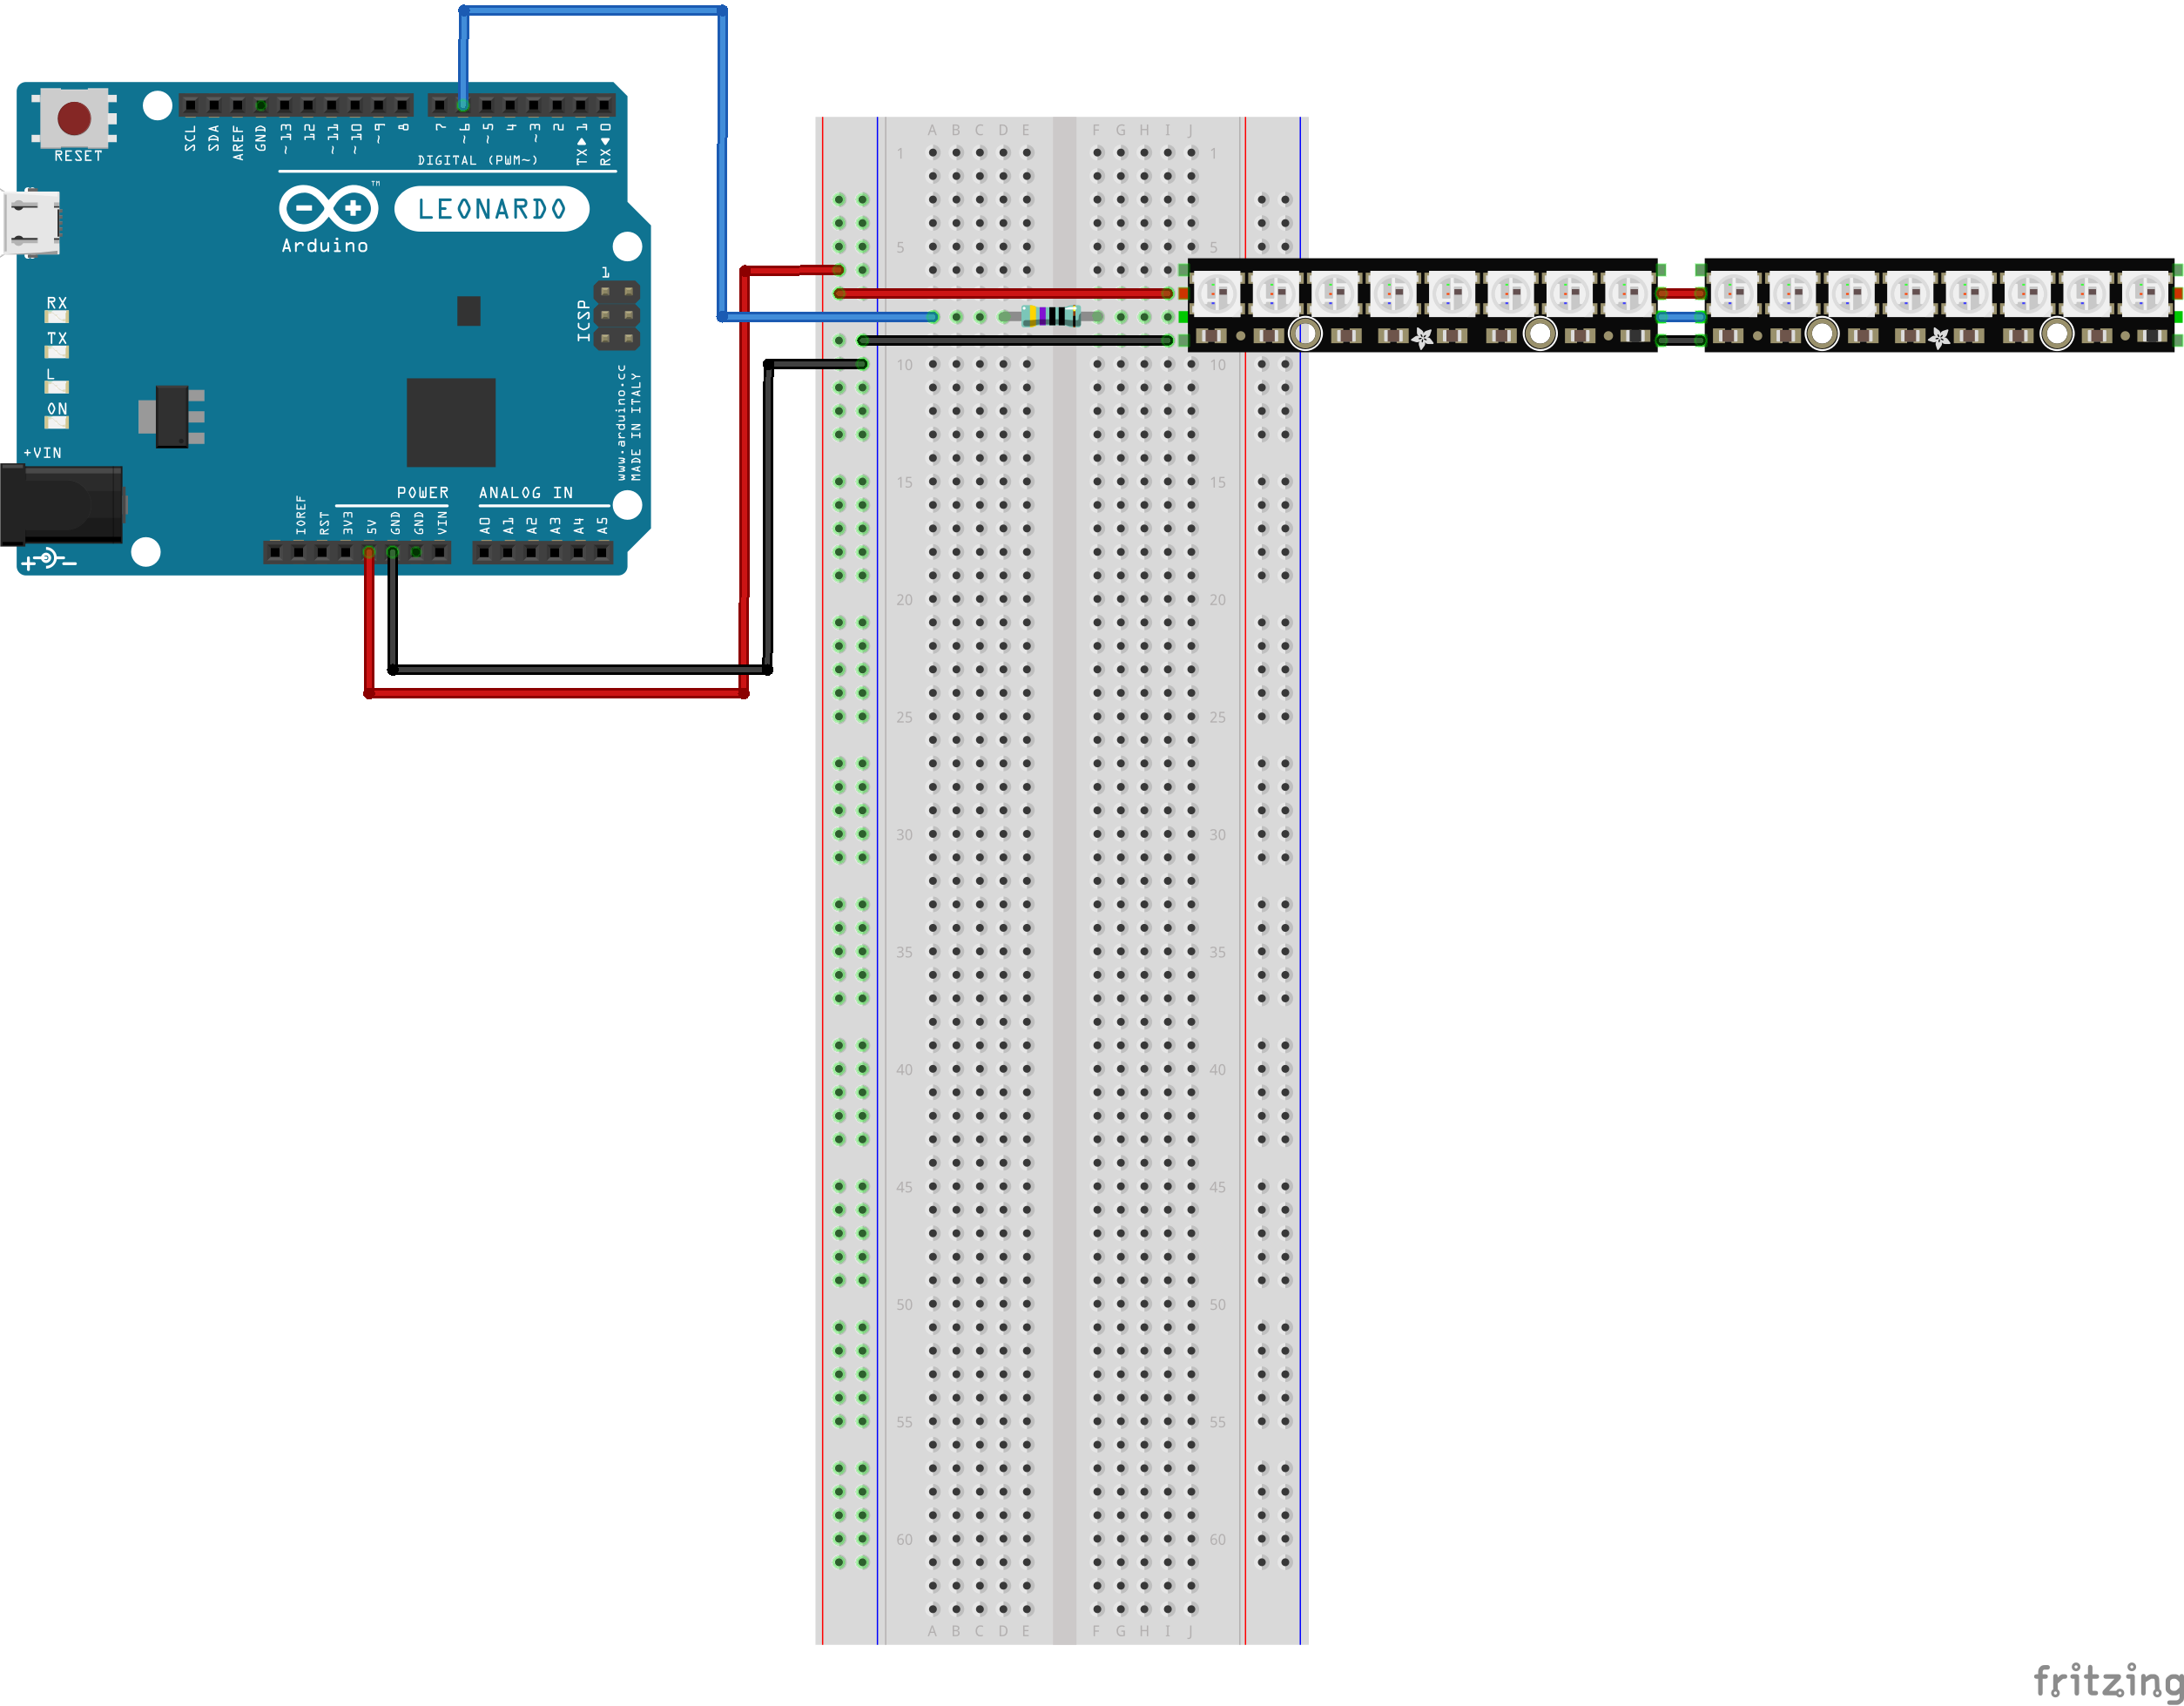 RESET
SCL
SDA
AREF
GND
~13
12
~11
~10
~9
8
7
~6
~5
4
~3
2
TX▶1
RX◀0
DIGITAL (PWM~)
TM
LEONARDO
Arduino
1
ICSP
RX
TX
L
ON
+VIN
www.arduino.cc
MADE IN ITALY
POWER
ANALOG IN
IOREF
RST
3V3
5V
GND
GND
VIN
A0
A1
A2
A3
A4
A5
+ -
A B C D E F G H I J
1 1
5 5
10 10
15 15
20 20
25 25
30 30
35 35
40 40
45 45
50 50
55 55
60 60
A B C D E F G H I J
fritzing